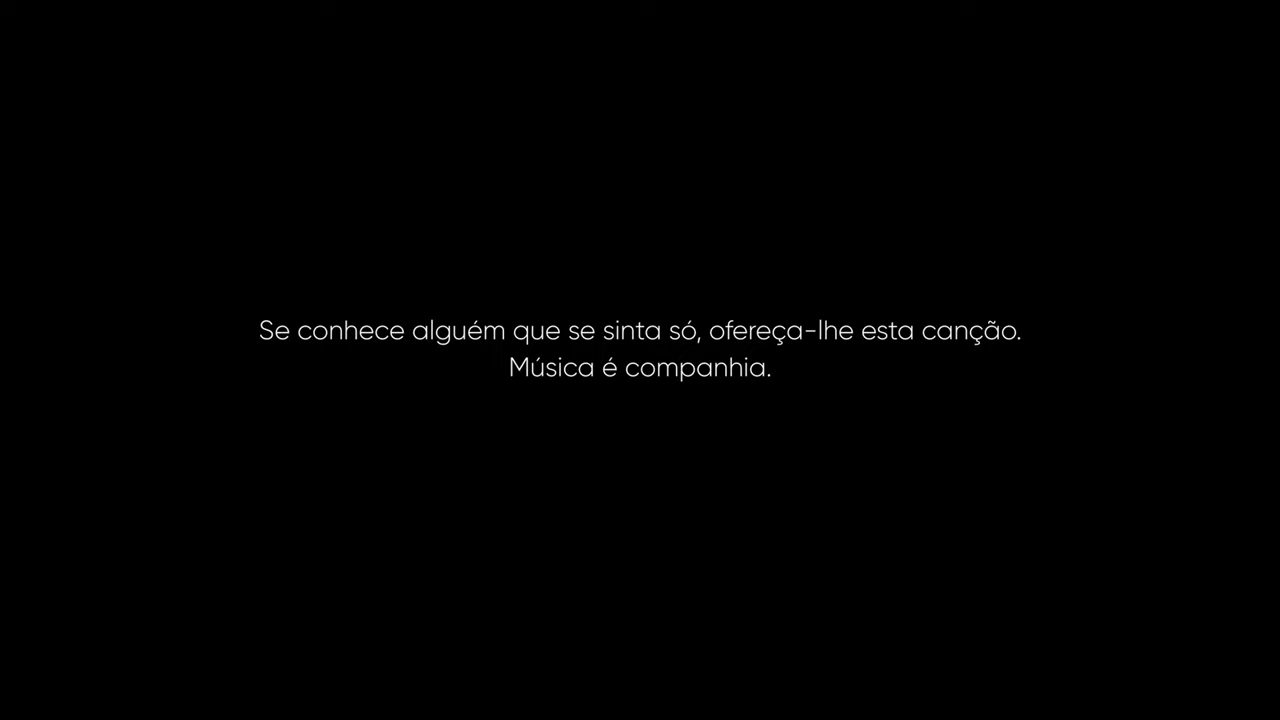 Se conhece alguém que se sinta só, ofereça-lhe esta canção.
Música é companhia.